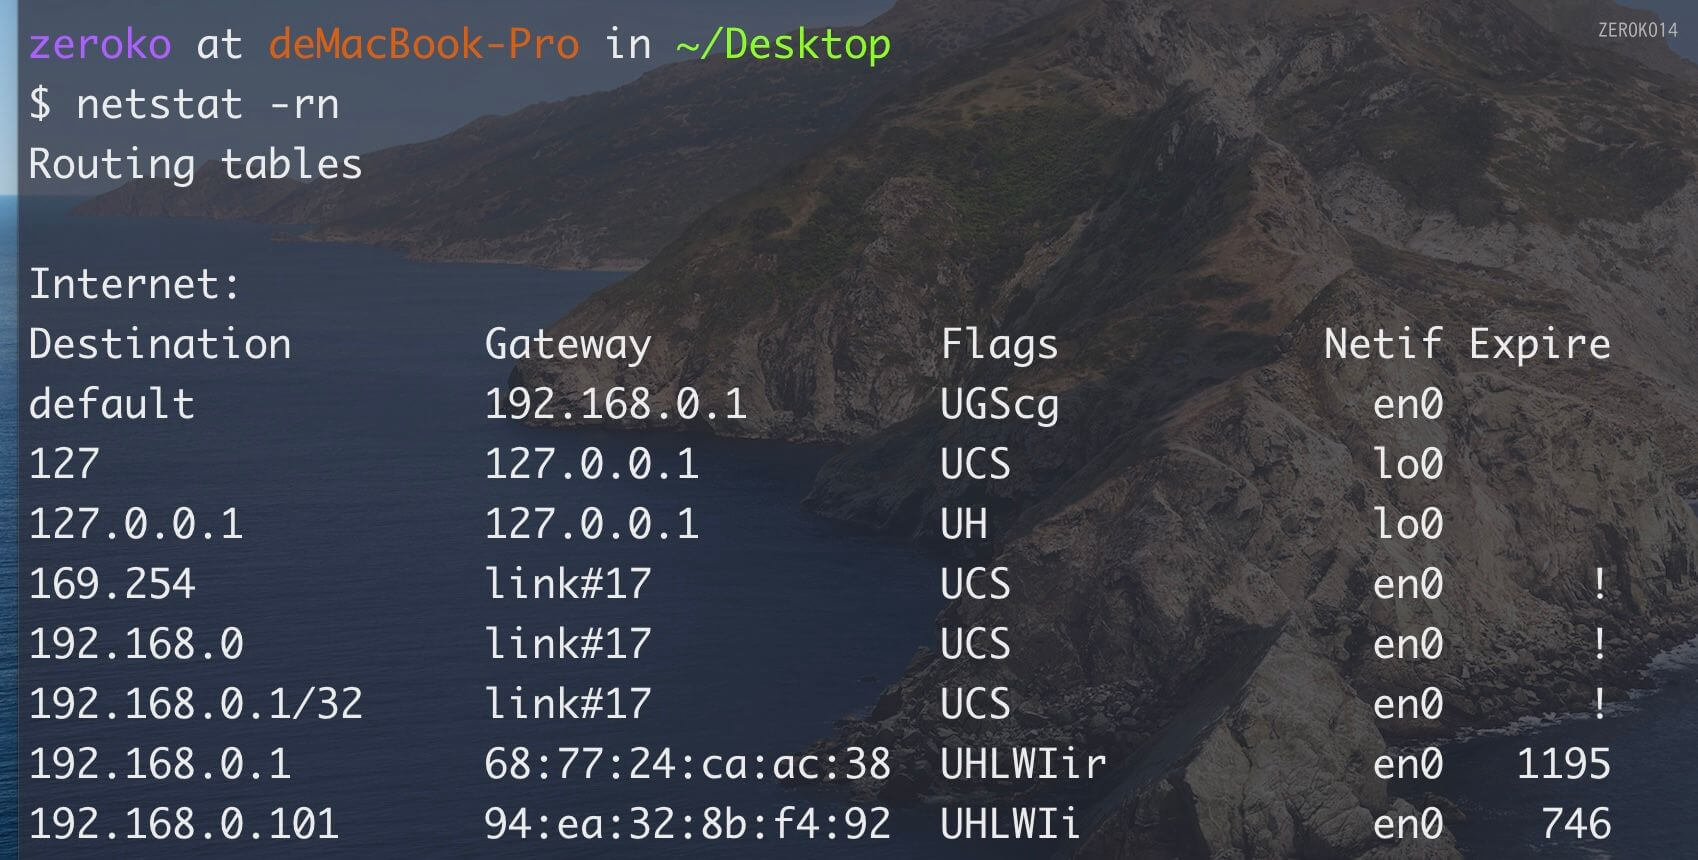 zeroko at deMacBook-Pro in ~/Desktop
ZEROKO14
$ netstat -rn
Routing tables
Internet:
Destination Gateway Flags Netif Expire
default 192.168.0.1 UGScg en0
127 127.0.0.1 UCS lo0
127.0.0.1 127.0.0.1 UH lo0
169.254 link#17 UCS en0 !
192.168.0 link#17 UCS en0 !
192.168.0.1/32 link#17 UCS en0 !
192.168.0.1 68:77:24:ca:ac:38 UHLWIir en0 1195
192.168.0.101 94:ea:32:8b:f4:92 UHLWIi en0 746